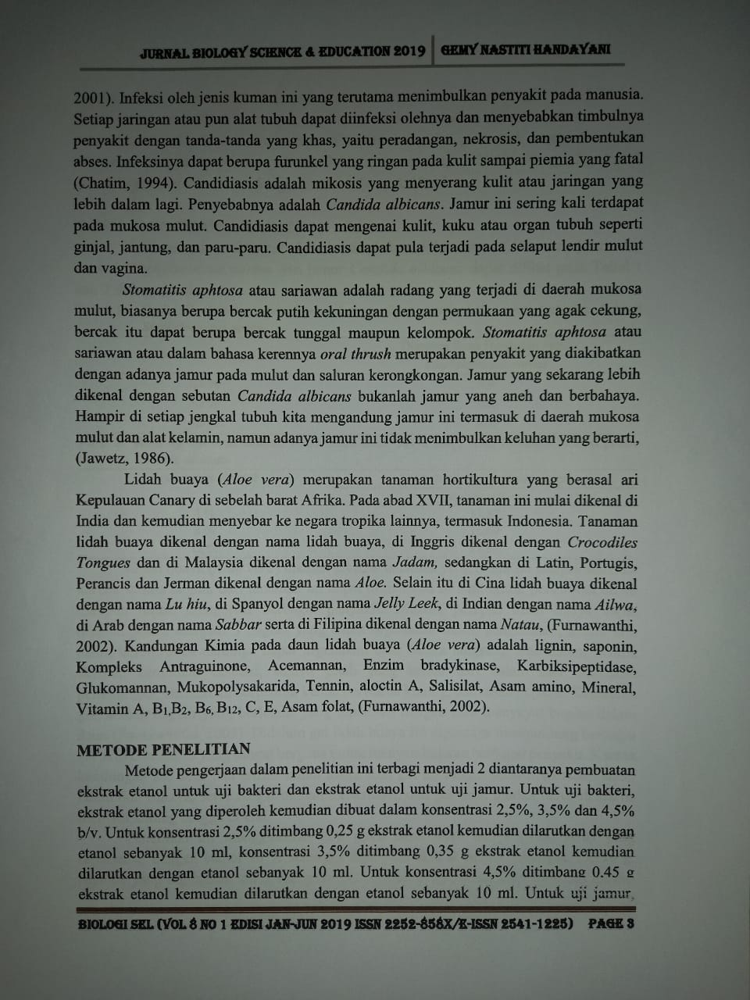 JURNAL BIOLOGY SCIENCE & EDUCATION 2019 GEMY NASTITI HANDAYANI
2001). Infeksi oleh jenis kuman ini yang terutama menimbulkan penyakit pada manusia.
Setiap jaringan atau pun alat tubuh dapat diinfeksi olehnya dan menyebabkan timbulnya
penyakit dengan tanda-tanda yang khas, yaitu peradangan, nekrosis, dan pembentukan
abses. Infeksinya dapat berupa furunkel yang ringan pada kulit sampai piemia yang fatal
(Chatim, 1994). Candidiasis adalah mikosis yang menyerang kulit atau jaringan yang
lebih dalam lagi. Penyebabnya adalah Candida albicans. Jamur ini sering kali terdapat
pada mukosa mulut. Candidiasis dapat mengenai kulit, kuku atau organ tubuh seperti
ginjal, jantung, dan paru-paru. Candidiasis dapat pula terjadi pada selaput lendir mulut
dan vagina.
Stomatitis aphtosa atau sariawan adalah radang yang terjadi di daerah mukosa
mulut, biasanya berupa bercak putih kekuningan dengan permukaan yang agak cekung,
bercak itu dapat berupa bercak tunggal maupun kelompok. Stomatitis aphtosa atau
sariawan atau dalam bahasa kerennya oral thrush merupakan penyakit yang diakibatkan
dengan adanya jamur pada mulut dan saluran kerongkongan. Jamur yang sekarang lebih
dikenal dengan sebutan Candida albicans bukanlah jamur yang aneh dan berbahaya.
Hampir di setiap jengkal tubuh kita mengandung jamur ini termasuk di daerah mukosa
mulut dan alat kelamin, namun adanya jamur ini tidak menimbulkan keluhan yang berarti,
(Jawetz, 1986).
Lidah buaya (Aloe vera) merupakan tanaman hortikultura yang berasal ari
Kepulauan Canary di sebelah barat Afrika. Pada abad XVII, tanaman ini mulai dikenal di
India dan kemudian menyebar ke negara tropika lainnya, termasuk Indonesia. Tanaman
lidah buaya dikenal dengan nama lidah buaya, di Inggris dikenal dengan Crocodiles
Tongues dan di Malaysia dikenal dengan nama Jadam, sedangkan di Latin, Portugis,
Perancis dan Jerman dikenal dengan nama Aloe. Selain itu di Cina lidah buaya dikenal
dengan nama Lu hiu, di Spanyol dengan nama Jelly Leek, di Indian dengan nama Ailwa,
di Arab dengan nama Sabbar serta di Filipina dikenal dengan nama Natau, (Furnawanthi,
2002). Kandungan Kimia pada daun lidah buaya (Aloe vera) adalah lignin, saponin,
Kompleks Antraguinone, Acemannan, Enzim bradykinase, Karbiksipeptidase,
Glukomannan, Mukopolysakarida, Tennin, aloctin A, Salisilat, Asam amino, Mineral,
Vitamin A, B1,B2, B6, B12, C, E, Asam folat, (Furnawanthi, 2002).
METODE PENELITIAN
Metode pengerjaan dalam penelitian ini terbagi menjadi 2 diantaranya pembuatan
ekstrak etanol untuk uji bakteri dan ekstrak etanol untuk uji jamur. Untuk uji bakteri,
ekstrak etanol yang diperoleh kemudian dibuat dalam konsentrasi 2,5%, 3,5% dan 4,5%
b/v. Untuk konsentrasi 2,5% ditimbang 0,25 g ekstrak etanol kemudian dilarutkan dengan
etanol sebanyak 10 ml, konsentrasi 3,5% ditimbang 0,35 g ekstrak etanol kemudian
dilarutkan dengan etanol sebanyak 10 ml. Untuk konsentrasi 4,5% ditimbang 0.45 g
ekstrak etanol kemudian dilarutkan dengan etanol sebanyak 10 ml. Untuk uji jamur,
BIOLOGI SEL (VOL 8 NO 1 EDISI JAN-JUN 2019 ISSN 2252-858X/E-ISSN 2541-1225) PAGE 3